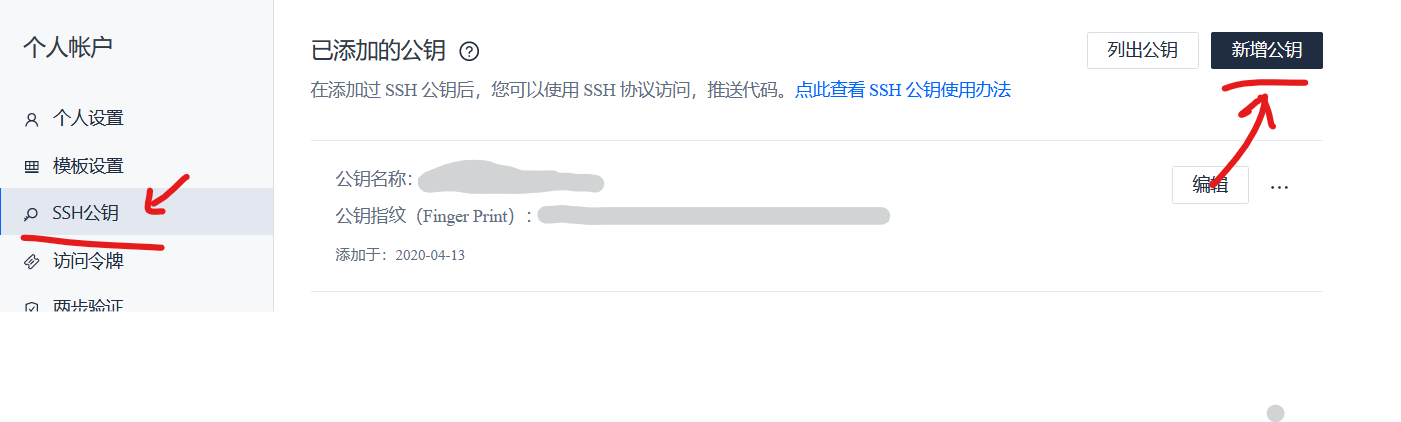 个人帐户
个人设置
模板设置
SSH公钥
访问令牌
两步验证
已添加的公钥 ?
列出公钥
新增公钥
在添加过 SSH 公钥后，您可以使用 SSH 协议访问，推送代码。点此查看 SSH 公钥使用办法
公钥名称：
编辑 ...
公钥指纹（Finger Print）：
添加于：2020-04-13